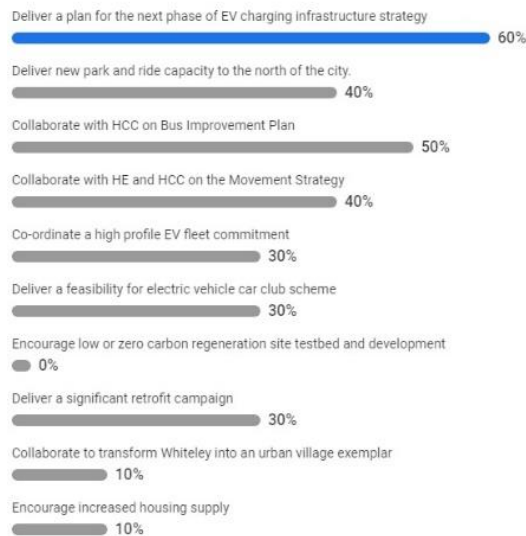 Deliver a plan for the next phase of EV charging infrastructure strategy
60%
Deliver new park and ride capacity to the north of the city.
40%
Collaborate with HCC on Bus Improvement Plan
50%
Collaborate with HE and HCC on the Movement Strategy
40%
Co-ordinate a high profile EV fleet commitment
30%
Deliver a feasibility for electric vehicle car club scheme
30%
Encourage low or zero carbon regeneration site testbed and development
0%
Deliver a significant retrofit campaign
30%
Collaborate to transform Whiteley into an urban village exemplar
10%
Encourage increased housing supply
10%